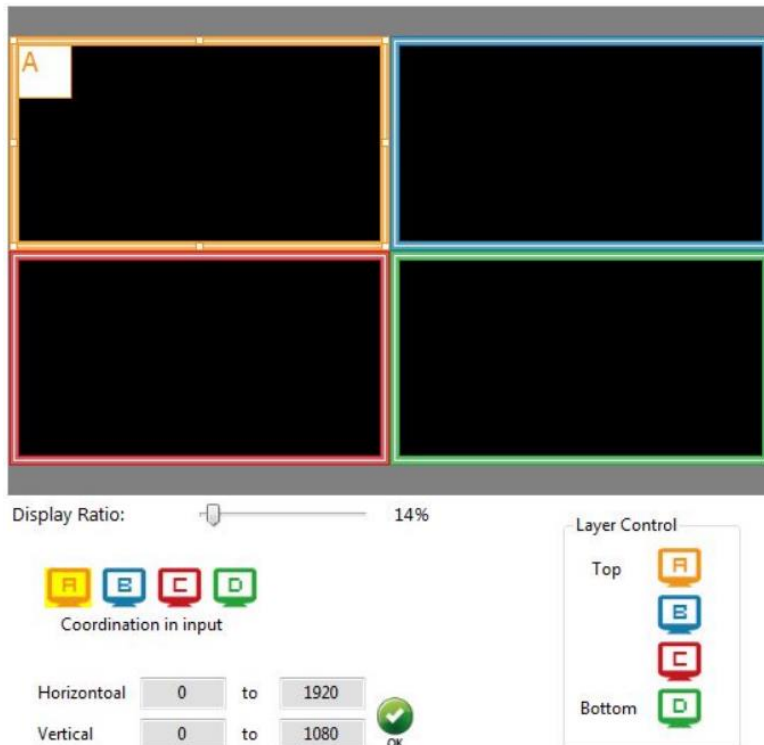 A
Display Ratio: 14%
Layer Control
Top A
A B C D
B
Coordination in input
C
Horizontoal 0 to 1920
Bottom D
Vertical 0 to 1080
OK